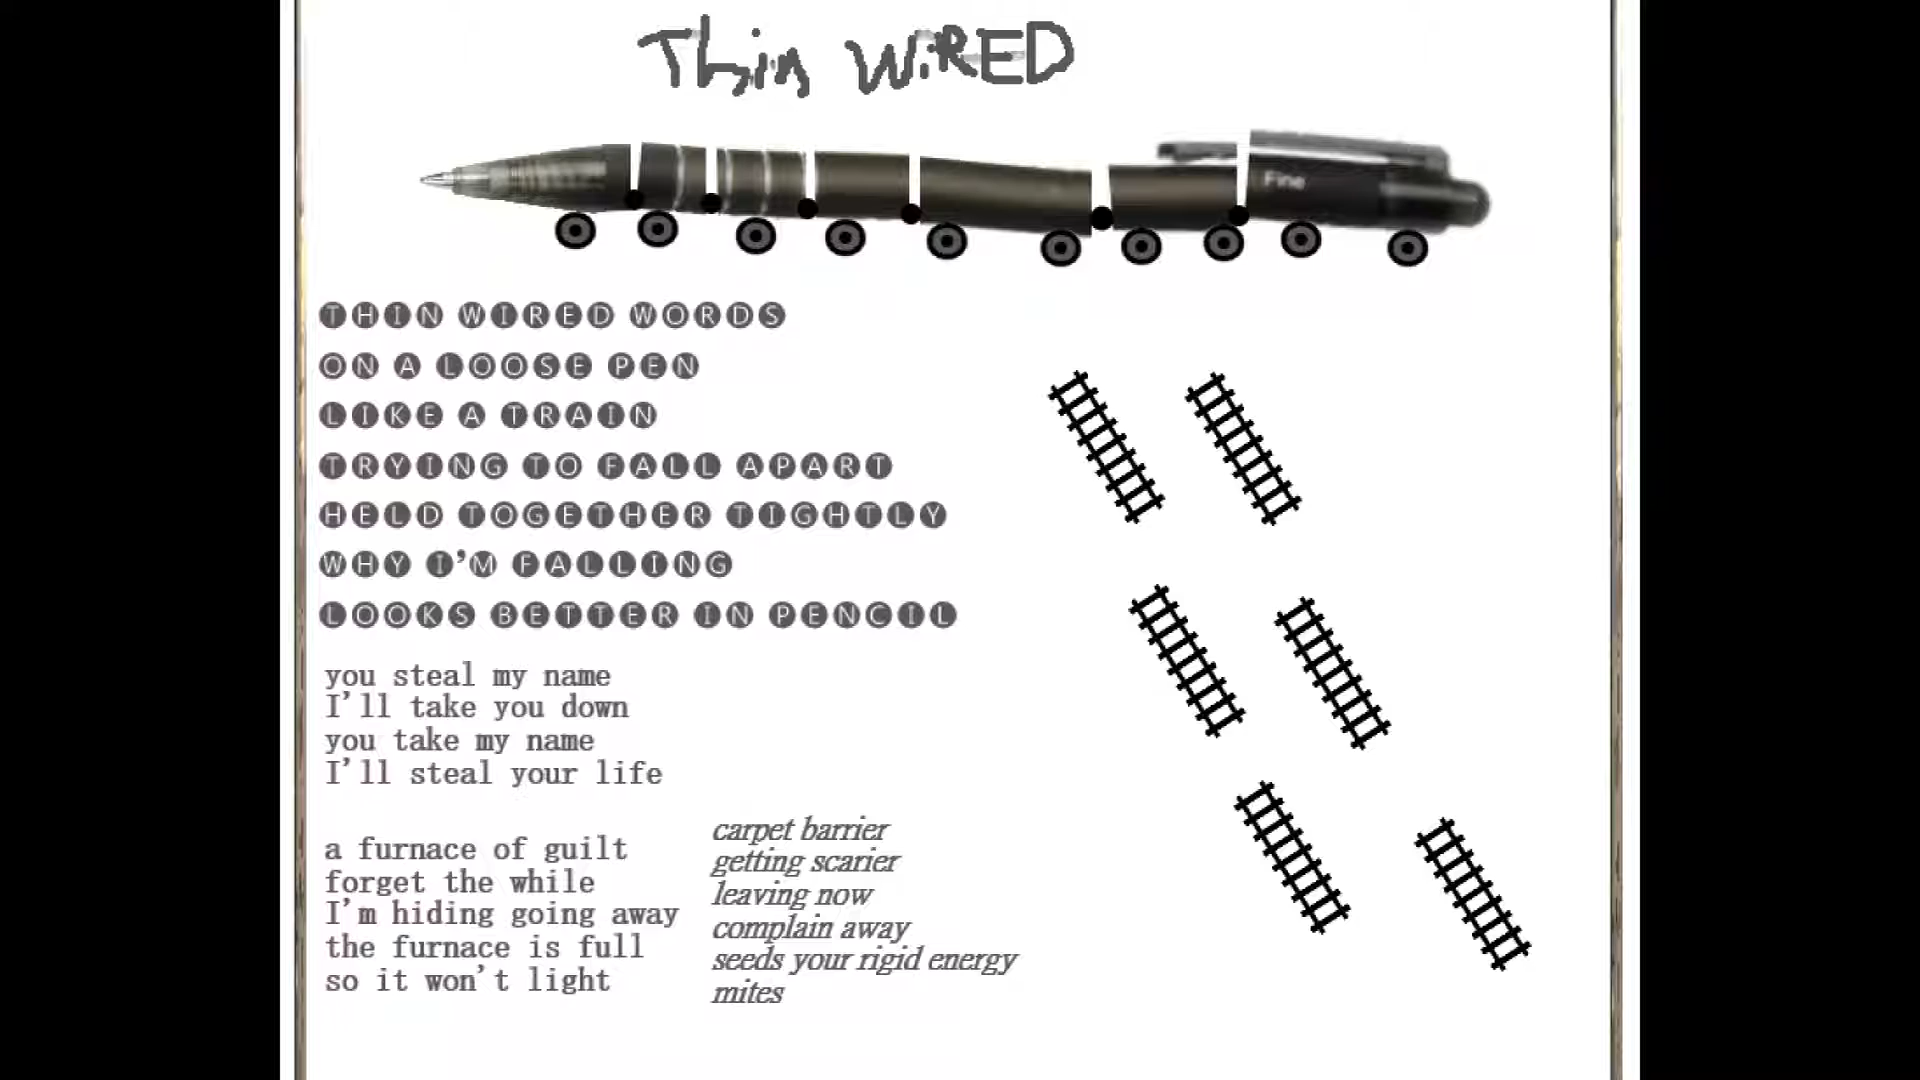 Thin WiRED
Fine
THIN WIRED WORDS
ON A LOOSE PEN
LIKE A TRAIN
TRYING TO FALL APART
HELD TOGETHER TIGHTLY
WHY I'M FALLING
LOOKS BETTER IN PENCIL
you steal my name
I'll take you down
you take my name
I'll steal your life
a furnace of guilt
forget the while
I'm hiding going away
the furnace is full
so it won't light
carpet barrier
getting scarier
leaving now
complain away
seeds your rigid energy
mites